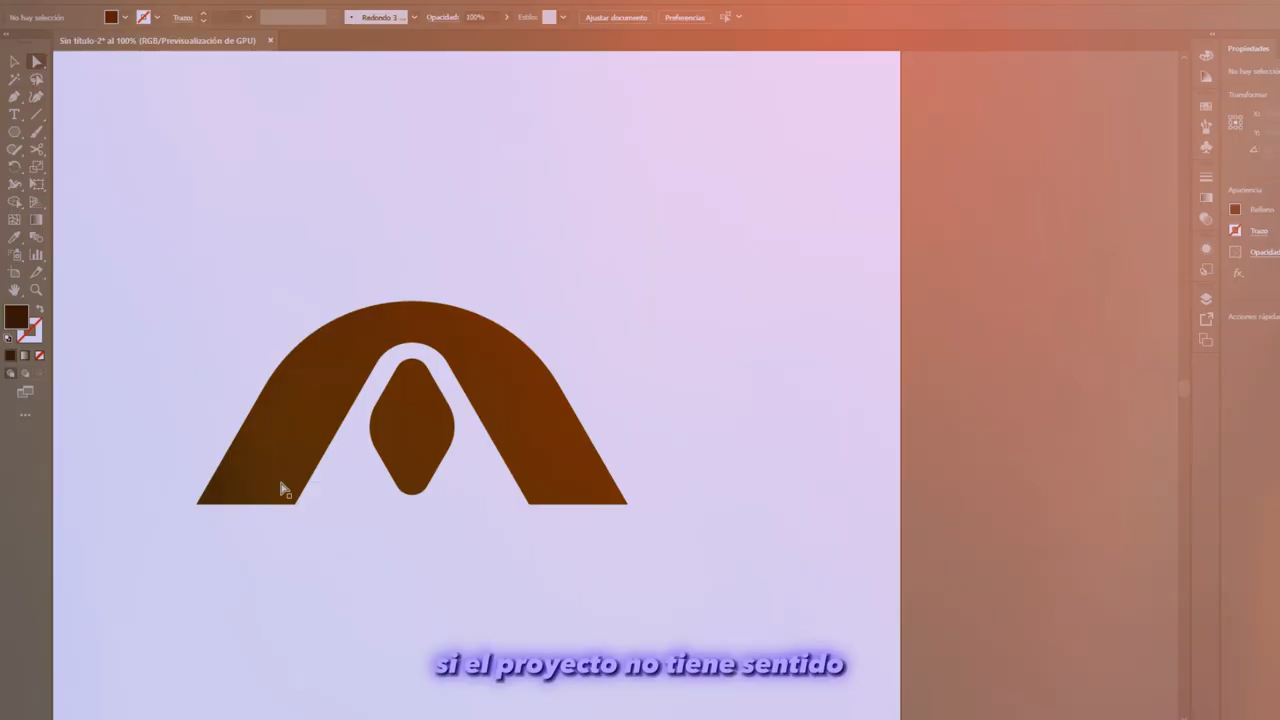 No hay selección
Trazo:
Redondo 3 ...
Opacidad:
100%
Estilo:
Ajustar documento
Preferencias
Sin título-2* al 100% (RGB/Previsualización de GPU)
Propiedades
No hay selección
Transformar
X:
Y:
Apariencia
Relleno
Trazo
Opacidad
fx.
Acciones rápidas
si el proyecto no tiene sentido